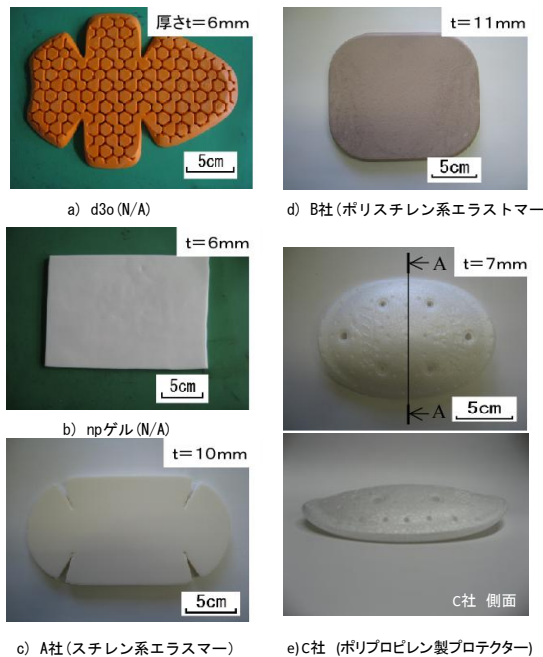 厚さt=6mm
5cm
a) d3o(N/A)
t=6mm
5cm
b) npゲル(N/A)
t=10mm
5cm
c) A社(スチレン系エラスマー)
t=11mm
5cm
d) B社(ポリスチレン系エラストマー
A
t=7mm
A
5cm
C社 側面
e)C社 (ポリプロピレン製プロテクター)